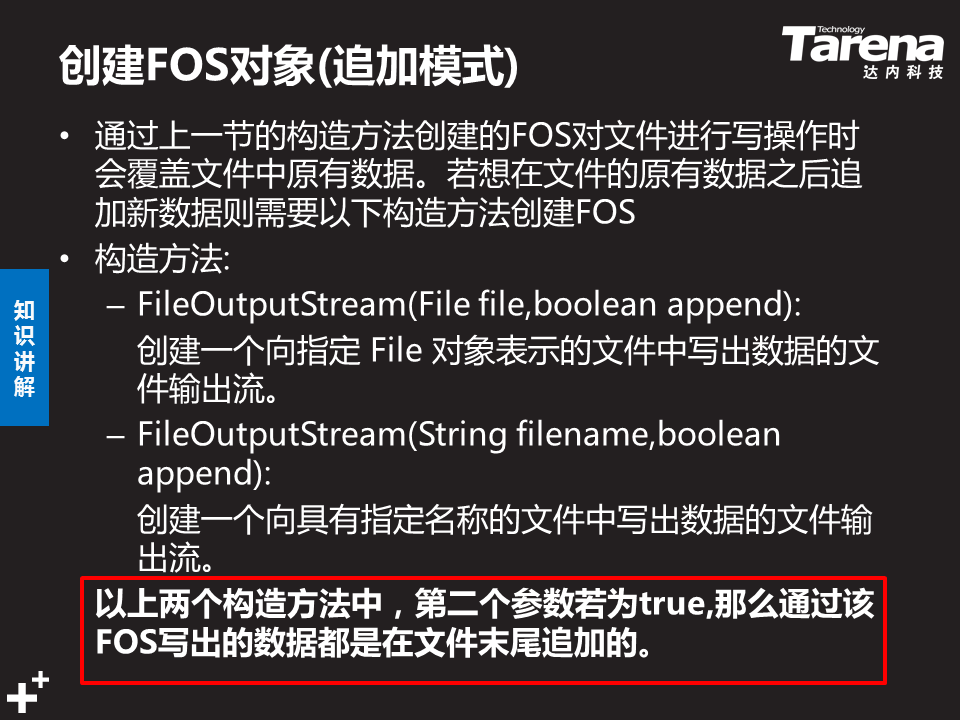 创建FOS对象(追加模式)
Technology
Tarena
达内科技
• 通过上一节的构造方法创建的FOS对文件进行写操作时
会覆盖文件中原有数据。若想在文件的原有数据之后追
加新数据则需要以下构造方法创建FOS
• 构造方法:
– FileOutputStream(File file,boolean append):
创建一个向指定 File 对象表示的文件中写出数据的文
件输出流。
– FileOutputStream(String filename,boolean
append):
创建一个向具有指定名称的文件中写出数据的文件输
出流。
以上两个构造方法中，第二个参数若为true,那么通过该
FOS写出的数据都是在文件末尾追加的。
知
识
讲
解